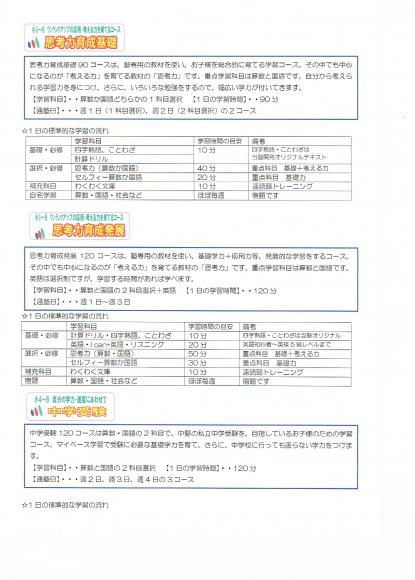 小1~6 ワンランクアップの応用・考える力を育てるコース
思考力育成基礎
思考力育成基礎90コースは、塾専用の教材を使い、お子様を総合的に育てる学習コース。その中でも中心
になるのが「考える力」を育てる教材の「思考力」です。重点学習科目は算数と国語です。自分から考えら
れる学習力を身につけ、さらに、いろいろな勉強をするので、幅広い学力が付いてきます。
【学習科目】・・算数か国語どちらかの1科目選択 【1日の学習時間】・・90分
【通塾日】・・・週1日(1科目選択)、週2日(2科目選択)の2コース
☆1日の標準的な学習の流れ
学習科目 学習時間の目安 備考
基礎・必修 四字熟語、ことわざ 10分 四字熟語・ことわざは
計算ドリル 当塾開発オリジナルテキスト
選択・必修 思考力(算数か国語) 40分 重点科目 基礎+考える力
セルフィー算数か国語 20分 重点科目 基礎力
補充科目 わくわく文庫 10分 速読脳トレーニング
自宅学習 算数・国語・社会など ほぼ毎週 宿題です
小1~6 ワンランクアップの応用・考える力を育てるコース
思考力育成発展
思考力育成発展120コースは、塾専用の教材を使い、基礎学力+応用力等、発展的な学習をするコース。
その中でも中心になるのが「考える力」を育てる教材の「思考力」です。重点学習科目は算数と国語です。
英語は選択制ですが、学習する時間があれば学べます。
【学習科目】・・算数と国語の2科目選択+英語 【1日の学習時間】・・120分
【通塾日】・・・週1日~週3日
☆1日の標準的な学習の流れ
学習科目 学習時間の目安 備考
基礎・必修 計算ドリル・四字熟語、ことわざ 10分 四字熟語・ことわざは当塾オリジナル
英語・I can+英語・リスニング 20分 英語初歩者~英検5級レベルまで
選択・必修 思考力(算数・国語) 50分 重点科目 基礎+考える力
セルフィー算数か国語 30分 重点科目 基礎力
補充科目 わくわく文庫 10分 速読脳トレーニング
宿題 算数・国語・社会など ほぼ毎週 宿題です
小4~6 自分の学力・進度にあわせて
中学受験
中学受験120コースは算数・国語の2科目で、中堅の私立中学受験を、目指しているお子様のための学習
コース。マイペース学習で受験に必要な基礎学力を育て、さらに、中学校に行っても困らない学力をつけま
す。
【学習科目】・・算数と国語の2科目選択 【1日の学習時間】・・120分
【通塾日】・・・週2日、週3日、週4日の3コース
☆1日の標準的な学習の流れ